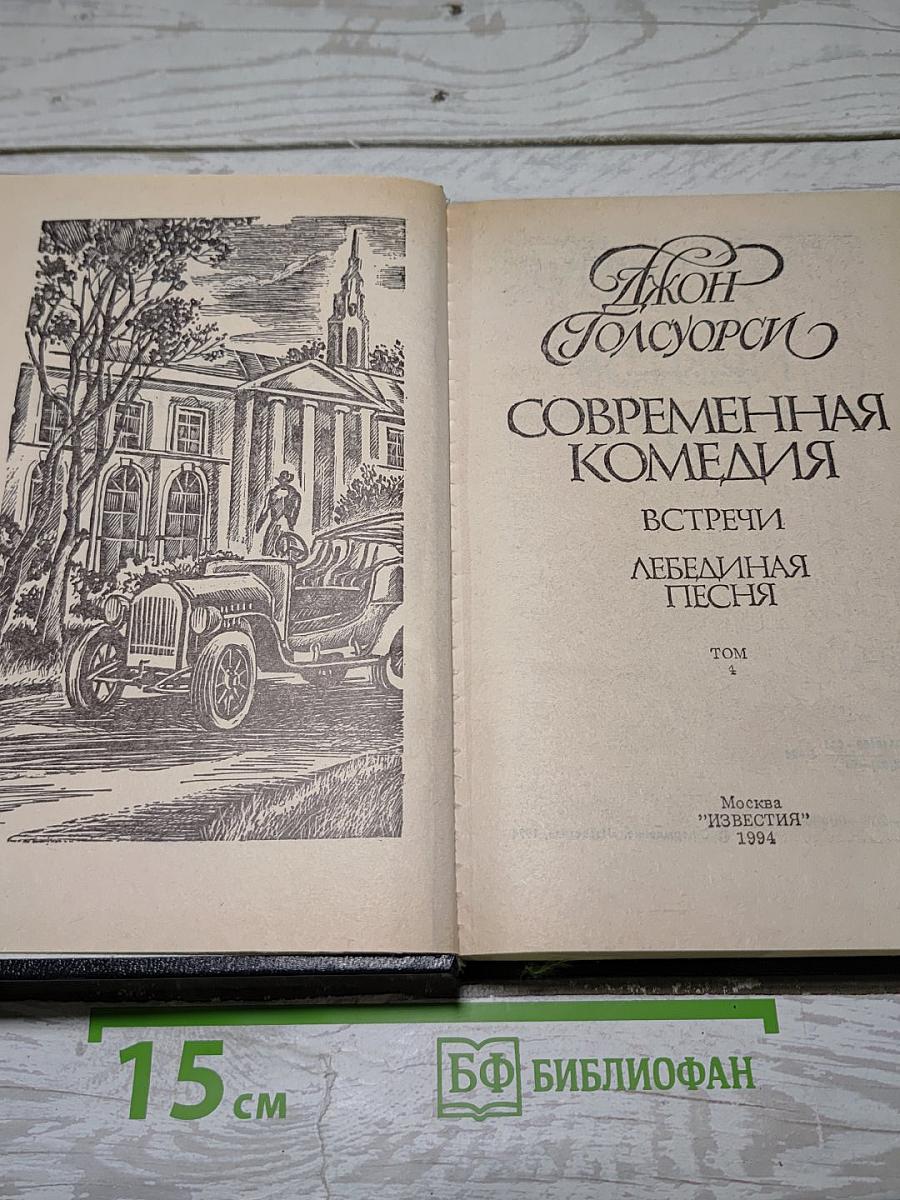 Джон
Голсуорси
СОВРЕМЕННАЯ
КОМЕДИЯ
ВСТРЕЧИ
ЛЕБЕДИНАЯ
ПЕСНЯ
ТОМ
4
Москва
"ИЗВЕСТИЯ"
1994
15 см
БФ БИБЛИОФАН